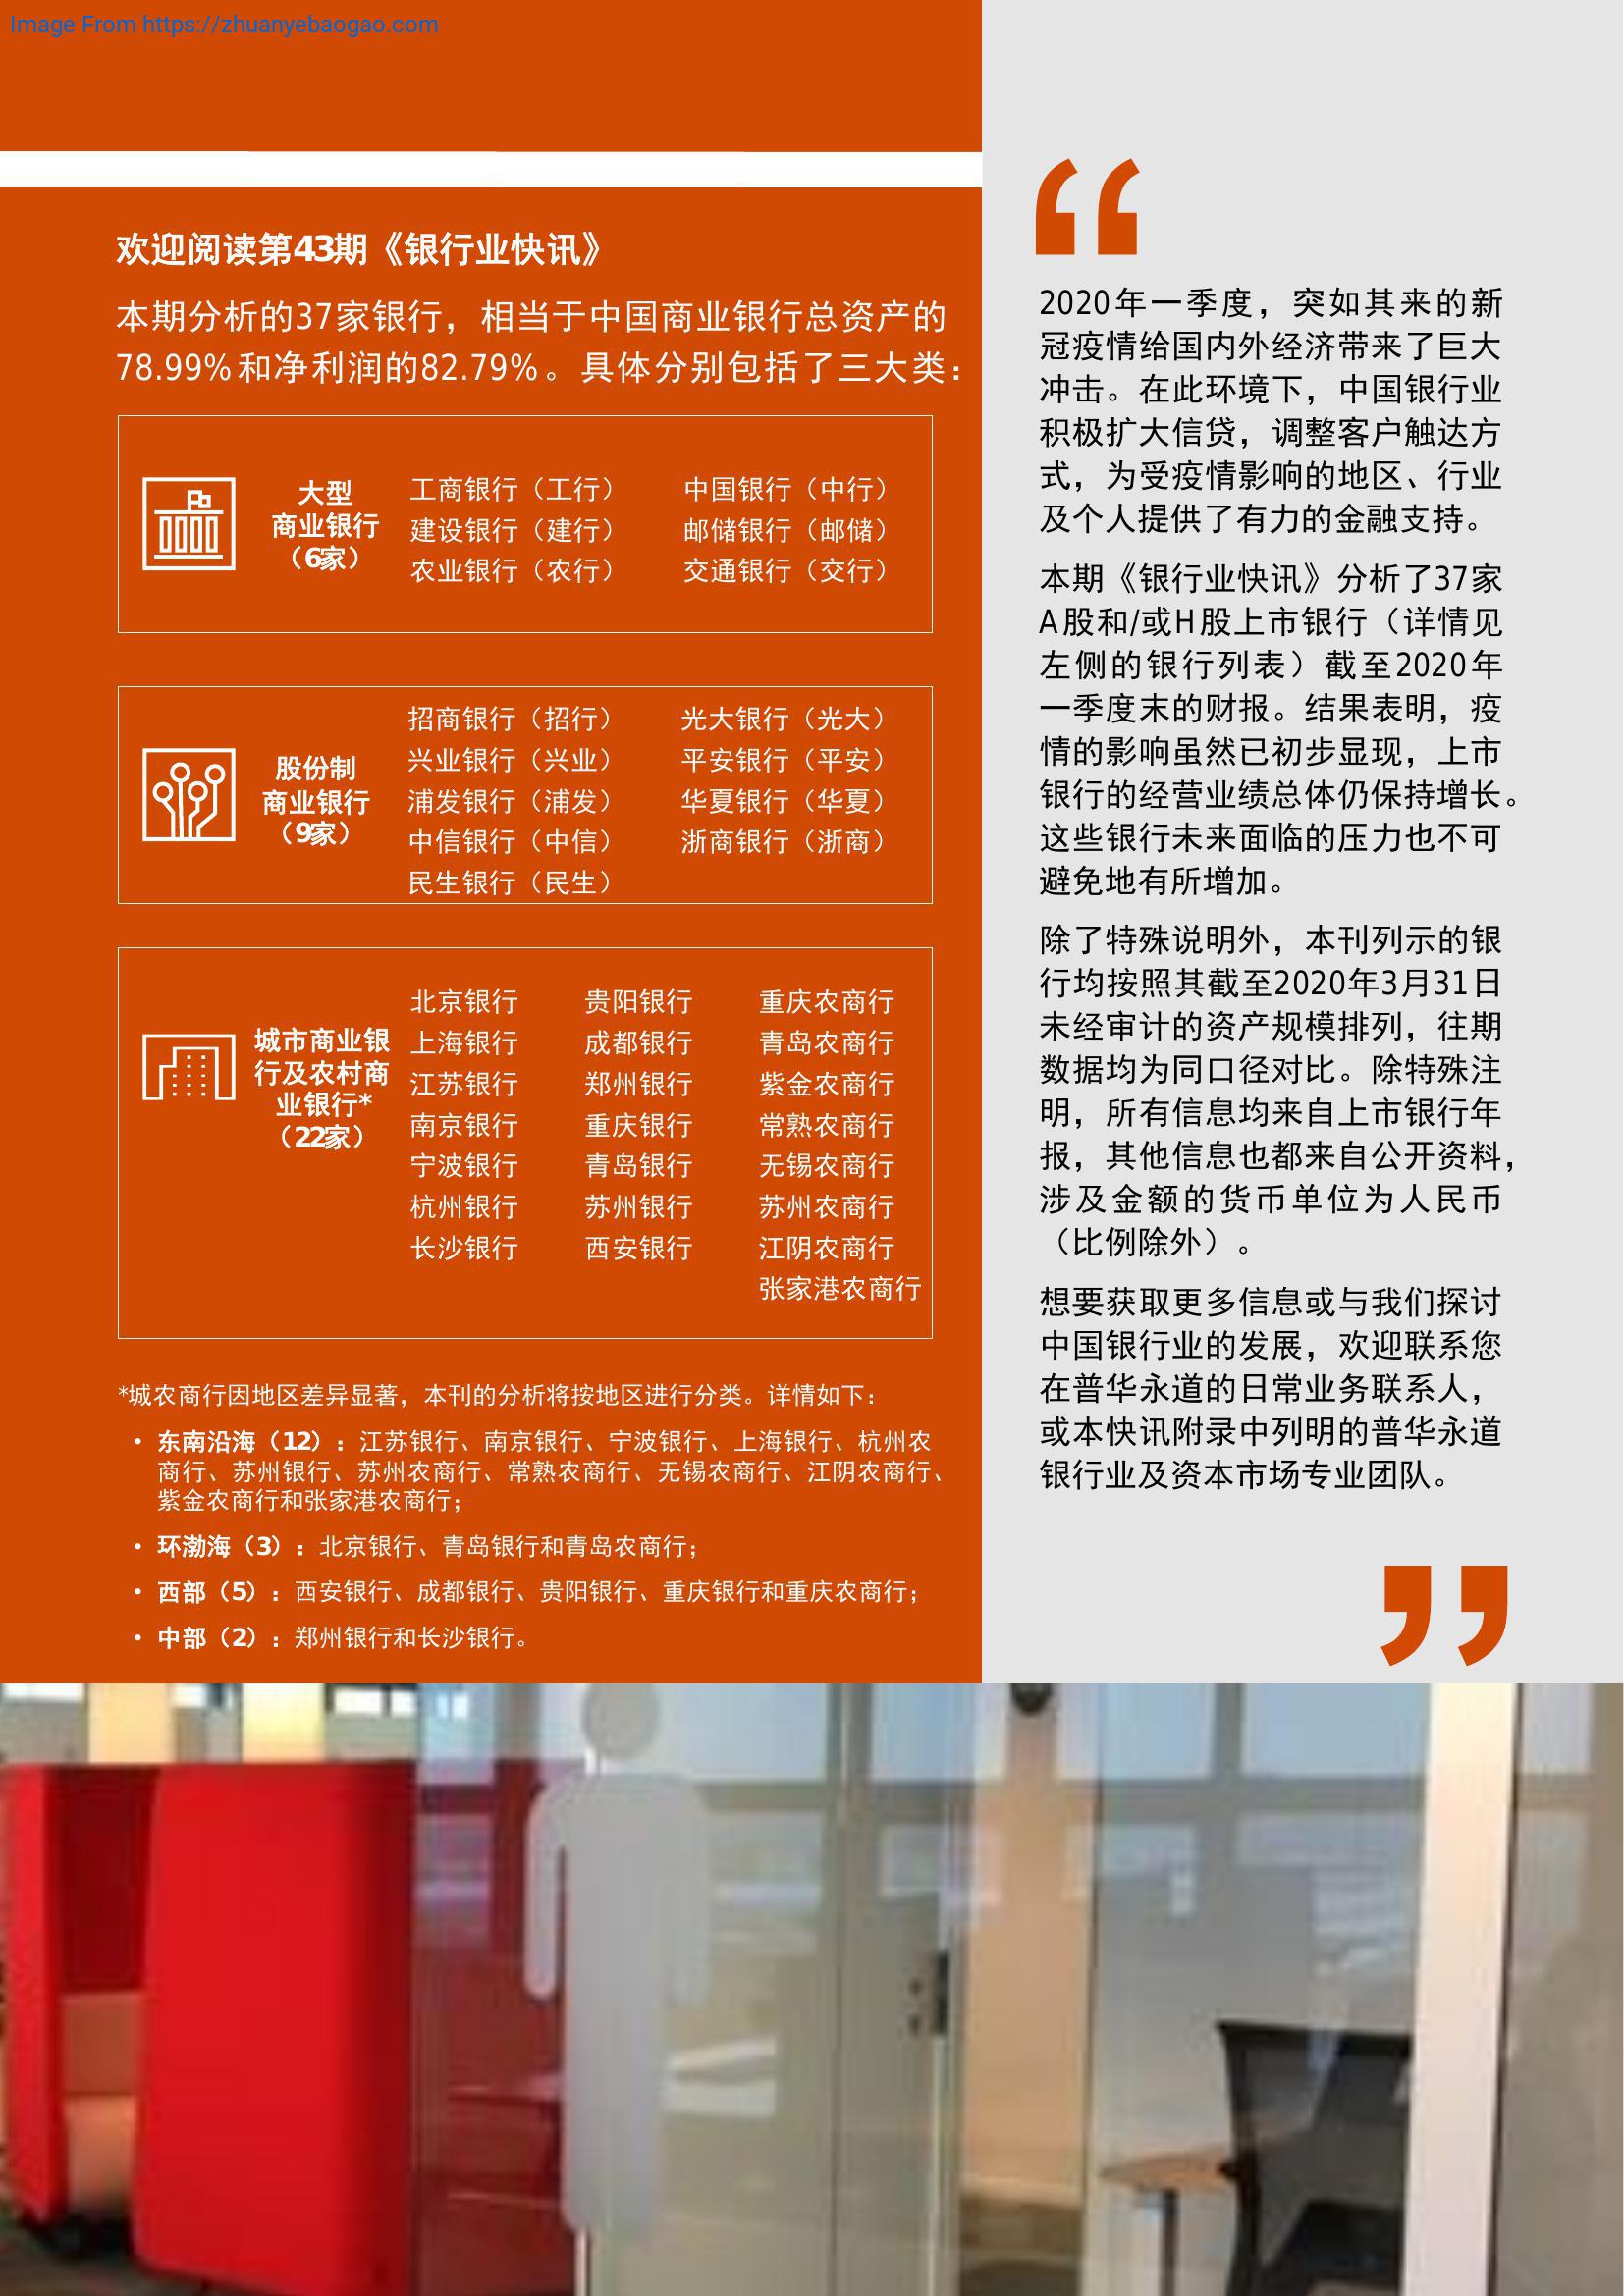 Image From https://zhuanyebaogao.com
欢迎阅读第43期《银行业快讯》
本期分析的37家银行，相当于中国商业银行总资产的
78.99%和净利润的82.79%。具体分别包括了三大类：
大型
商业银行
（6家）
工商银行（工行） 中国银行（中行）
建设银行（建行） 邮储银行（邮储）
农业银行（农行） 交通银行（交行）
股份制
商业银行
（9家）
招商银行（招行） 光大银行（光大）
兴业银行（兴业） 平安银行（平安）
浦发银行（浦发） 华夏银行（华夏）
中信银行（中信） 浙商银行（浙商）
民生银行（民生）
城市商业银
行及农村商
业银行*
（22家）
北京银行 贵阳银行 重庆农商行
上海银行 成都银行 青岛农商行
江苏银行 郑州银行 紫金农商行
南京银行 重庆银行 常熟农商行
宁波银行 青岛银行 无锡农商行
杭州银行 苏州银行 苏州农商行
长沙银行 西安银行 江阴农商行
张家港农商行
*城农商行因地区差异显著，本刊的分析将按地区进行分类。详情如下：
• 东南沿海（12）：江苏银行、南京银行、宁波银行、上海银行、杭州农
商行、苏州银行、苏州农商行、常熟农商行、无锡农商行、江阴农商行、
紫金农商行和张家港农商行；
• 环渤海（3）：北京银行、青岛银行和青岛农商行；
• 西部（5）：西安银行、成都银行、贵阳银行、重庆银行和重庆农商行；
• 中部（2）：郑州银行和长沙银行。
“
2020年一季度，突如其来的新
冠疫情给国内外经济带来了巨大
冲击。在此环境下，中国银行业
积极扩大信贷，调整客户触达方
式，为受疫情影响的地区、行业
及个人提供了有力的金融支持。
本期《银行业快讯》分析了37家
A股和/或H股上市银行（详情见
左侧的银行列表）截至2020年
一季度末的财报。结果表明，疫
情的影响虽然已初步显现，上市
银行的经营业绩总体仍保持增长。
这些银行未来面临的压力也不可
避免地有所增加。
除了特殊说明外，本刊列示的银
行均按照其截至2020年3月31日
未经审计的资产规模排列，往期
数据均为同口径对比。除特殊注
明，所有信息均来自上市银行年
报，其他信息也都来自公开资料，
涉及金额的货币单位为人民币
（比例除外）。
想要获取更多信息或与我们探讨
中国银行业的发展，欢迎联系您
在普华永道的日常业务联系人，
或本快讯附录中列明的普华永道
银行业及资本市场专业团队。
”